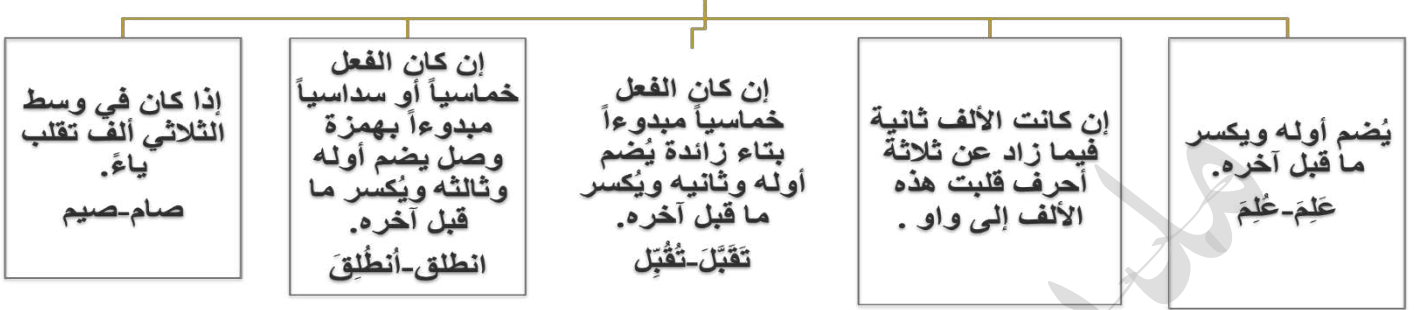 يُضم أوله ويكسر
ما قبل آخره.
عَلِمَ-عُلِمَ
إن كانت الألف ثانية
فيما زاد عن ثلاثة
أحرف قلبت هذه
الألف إلى واو .
إن كان الفعل
خماسياً مبدوءاً
بتاء زائدة يُضم
أوله وثانيه ويُكسر
ما قبل آخره.
تَقَبَّلَ-تُقُبِّل
إن كان الفعل
خماسياً أو سداسياً
مبدوءاً بهمزة
وصل يضم أوله
وثالثه ويُكسر ما
قبل آخره.
انطلق-اُنطُلِقَ
إذا كان في وسط
الثلاثي ألف تقلب
ياءً.
صام-صيم